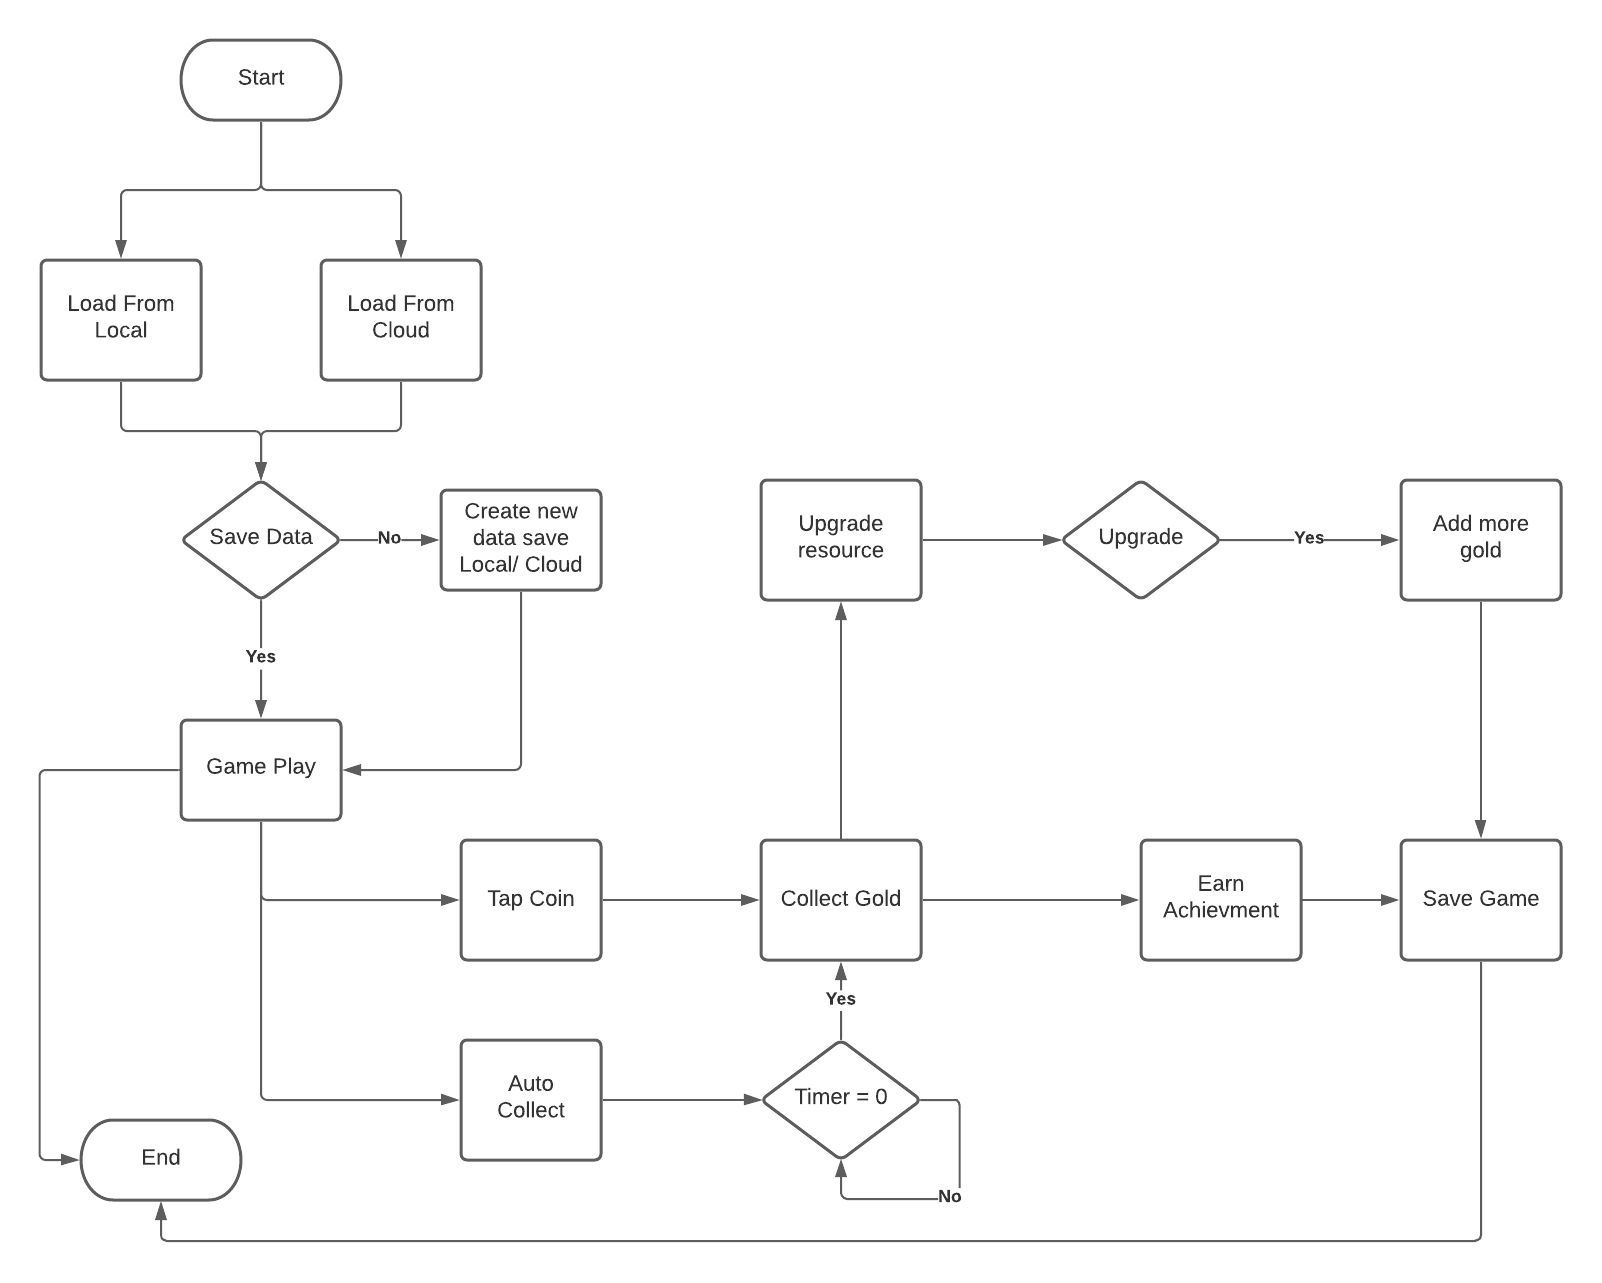 Start
Load From
Local
Load From
Cloud
Save Data
No
Create new
data save
Local/ Cloud
Upgrade
resource
Upgrade
Yes
Add more
gold
Yes
Game Play
Tap Coin
Collect Gold
Earn
Achievment
Save Game
Yes
Auto
Collect
Timer = 0
No
End